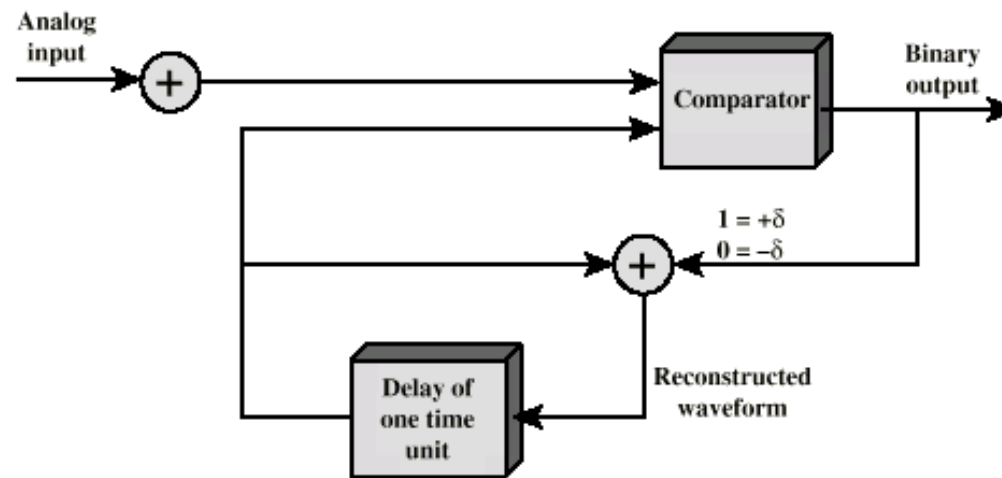 Analog
input
+
Comparator
Binary
output
1 = +δ
0 = −δ
+
Delay of
one time
unit
Reconstructed
waveform